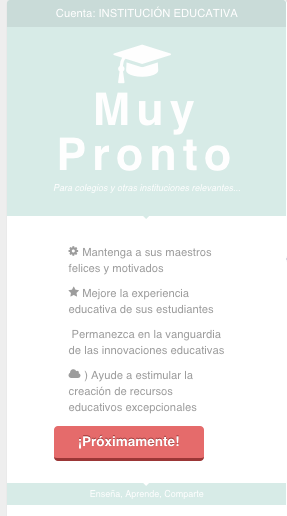 Cuenta: INSTITUCIÓN EDUCATIVA
Muy
Pronto
Para colegios y otras instituciones relevantes...
Mantenga a sus maestros
felices y motivados
Mejore la experiencia
educativa de sus estudiantes
Permanezca en la vanguardia
de las innovaciones educativas
) Ayude a estimular la
creación de recursos
educativos excepcionales
¡Próximamente!
Enseña, Aprende, Comparte